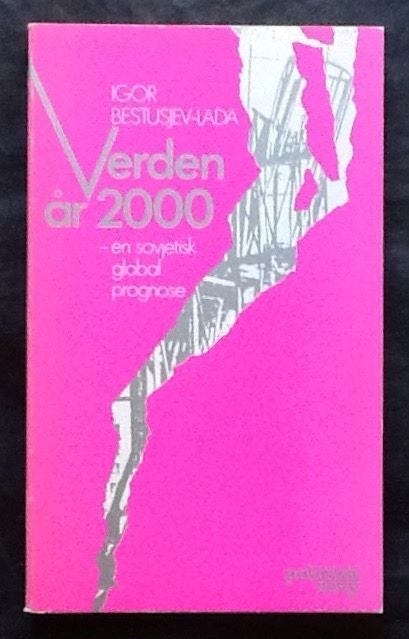 IGOR
BESTUSJEV-LADA
Verden
år 2000
– en sovjetisk
global
prognose